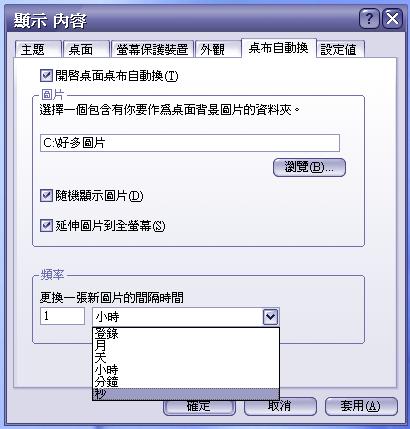 顯示 內容
主題 桌面 螢幕保護裝置 外觀 桌布自動換 設定値
開啓桌面桌布自動換(T)
圖片
選擇一個包含有你要作爲桌面背景圖片的資料夾。
C:\好多圖片
瀏覽(B)...
隨機顯示圖片(D)
延伸圖片到全螢幕(S)
頻率
更換一張新圖片的間隔時間
1 小時
登錄
月
天
小時
分鐘
秒
確定 取消 套用(A)